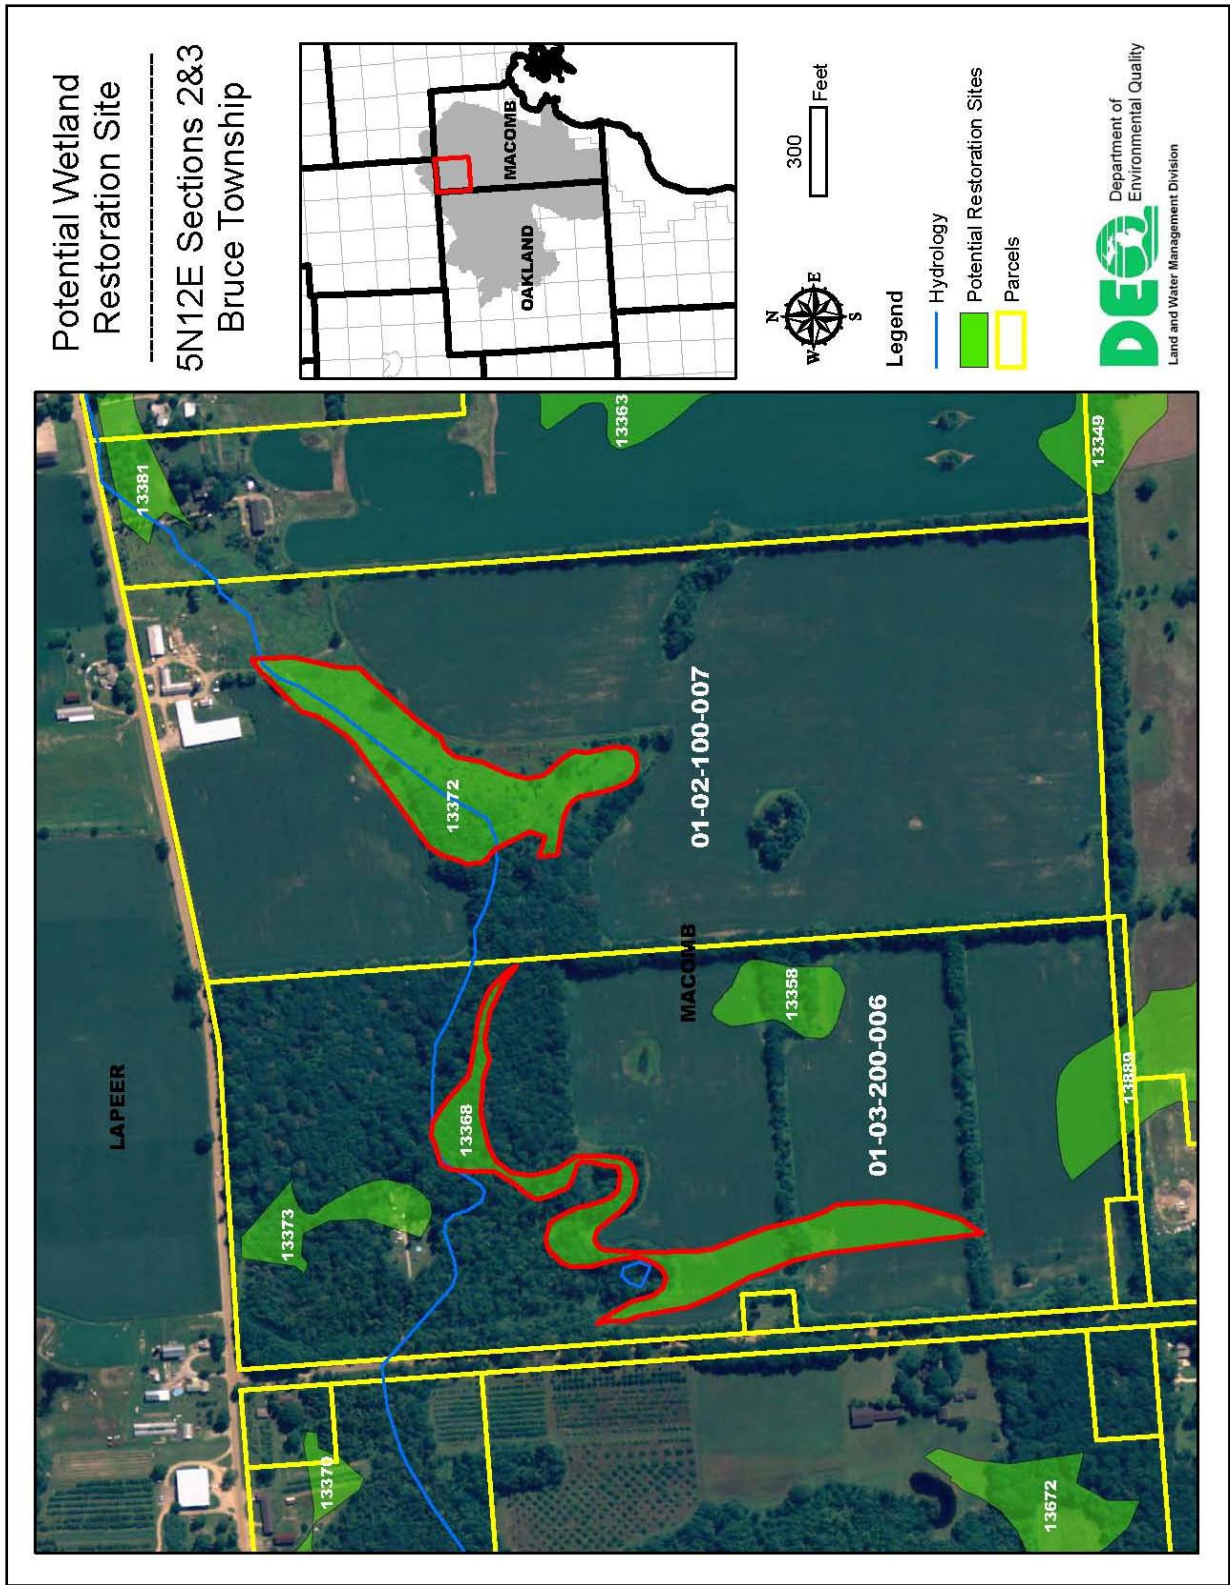 Potential Wetland
Restoration Site
5N12E Sections 2&3
Bruce Township
OAKLAND
MACOMB
N
W
E
S
300
Feet
Legend
Hydrology
Potential Restoration Sites
Parcels
DEQ
Department of
Environmental Quality
Land and Water Management Division
LAPEER
MACOMB
13370
13373
13368
13372
13381
13363
13358
13349
13889
13672
01-03-200-006
01-02-100-007